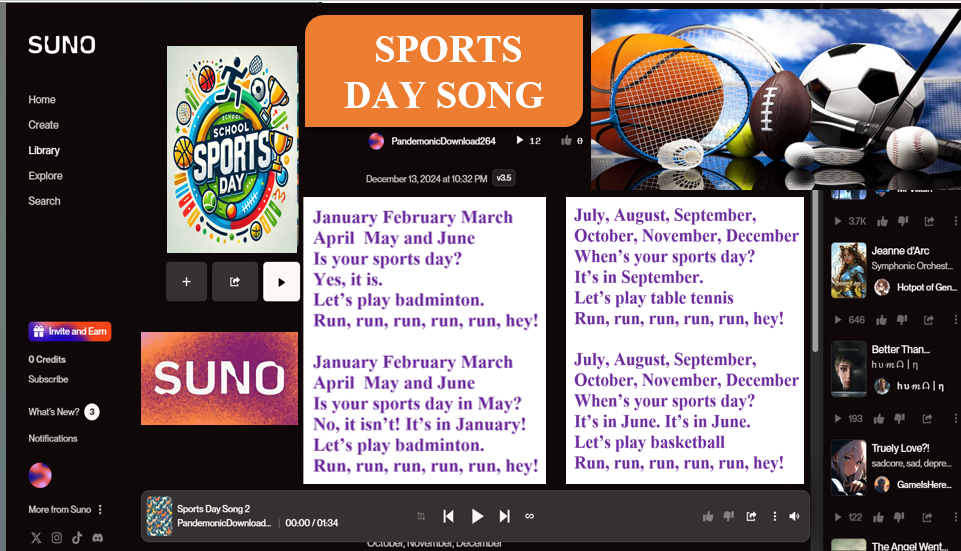 SUNO
Home
Create
Library
Explore
Search
Invite and Earn
0 Credits
Subscribe
What's New? 3
Notifications
More from Suno
SCHOOL
SPORTS
DAY
SUNO
SPORTS
DAY SONG
PandemonicDownload264 12 0
December 13, 2024 at 10:32 PM v3.5
January February March
April May and June
Is your sports day?
Yes, it is.
Let's play badminton.
Run, run, run, run, run, hey!
January February March
April May and June
Is your sports day in May?
No, it isn't! It's in January!
Let's play badminton.
Run, run, run, run, run, hey!
July, August, September,
October, November, December
When's your sports day?
It's in September.
Let's play table tennis
Run, run, run, run, run, hey!
July, August, September,
October, November, December
When's your sports day?
It's in June. It's in June.
Let's play basketball
Run, run, run, run, run, hey!
3.7K
Jeanne d'Arc
Symphonic Orchest...
Hotpot of Gen...
646
Better Than...
193
Truely Love?!
sadcore, sad, depre...
GameIsHere...
122
The Angel Went...
Sports Day Song 2
PandemonicDownload... 00:00 / 01:34
October, November, December